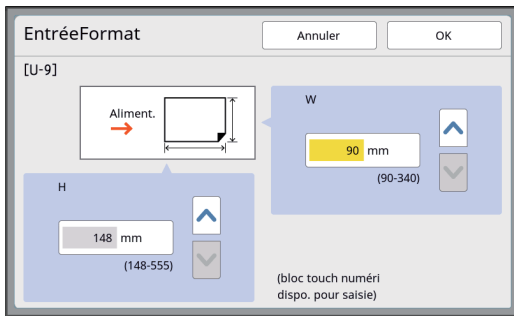 EntréeFormat
Annuler
OK
[U-9]
Aliment.
W
90 mm
(90-340)
H
148 mm
(148-555)
(bloc touch numéri
dispo. pour saisie)